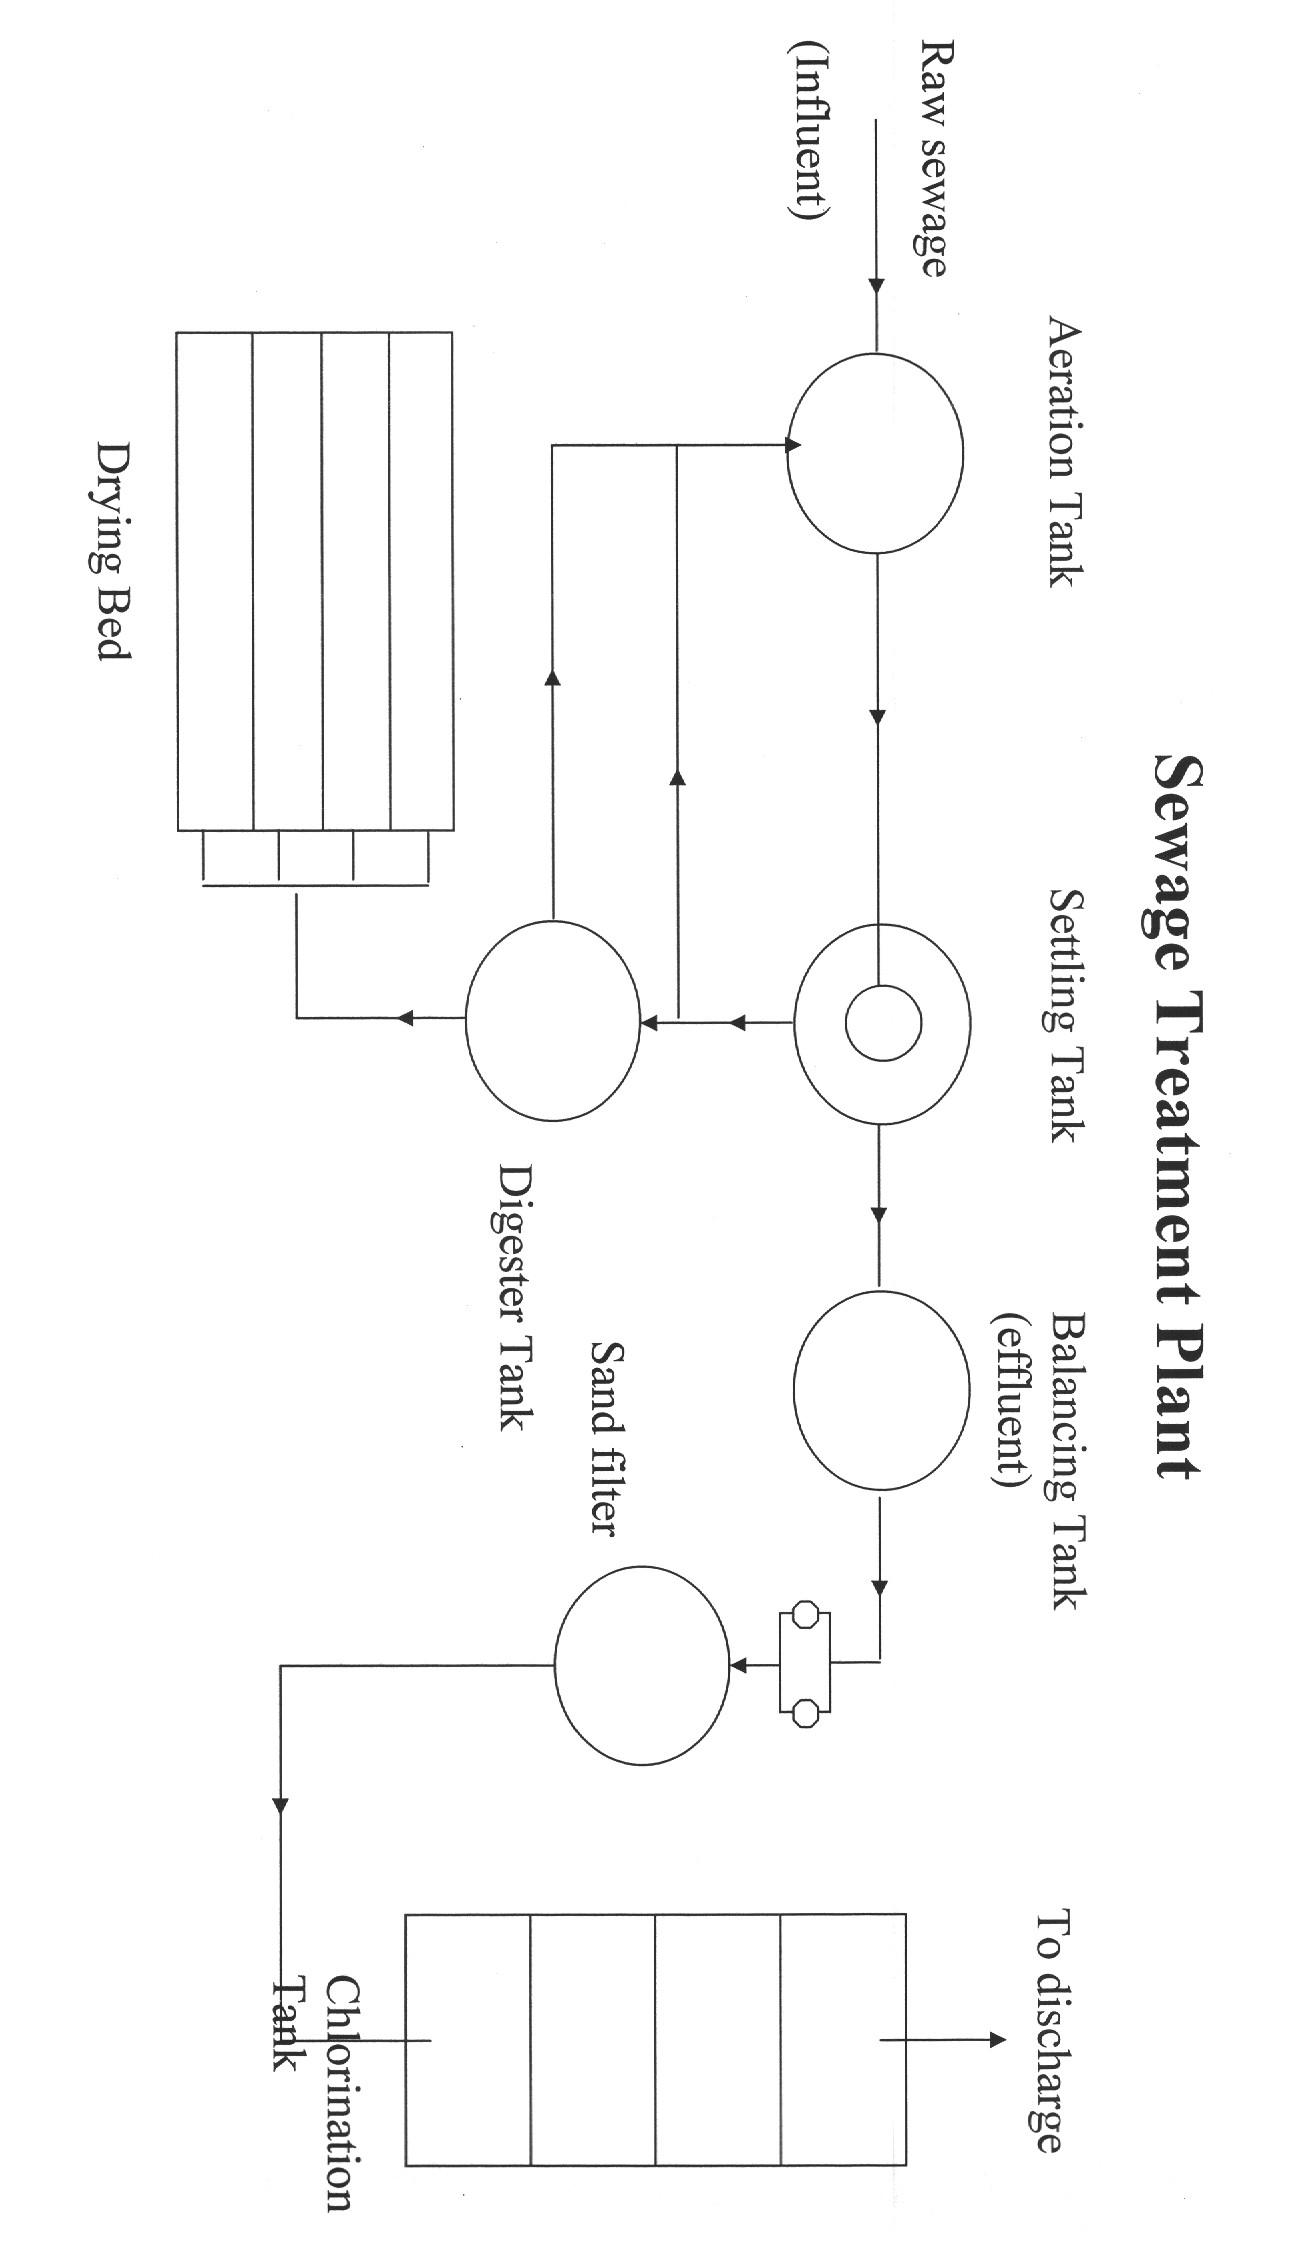 Sewage Treatment Plant
Aeration Tank
Settling Tank
Balancing Tank
(effluent)
To discharge
Raw sewage
(Influent)
Sand filter
Digester Tank
Chlorination
Tank
Drying Bed